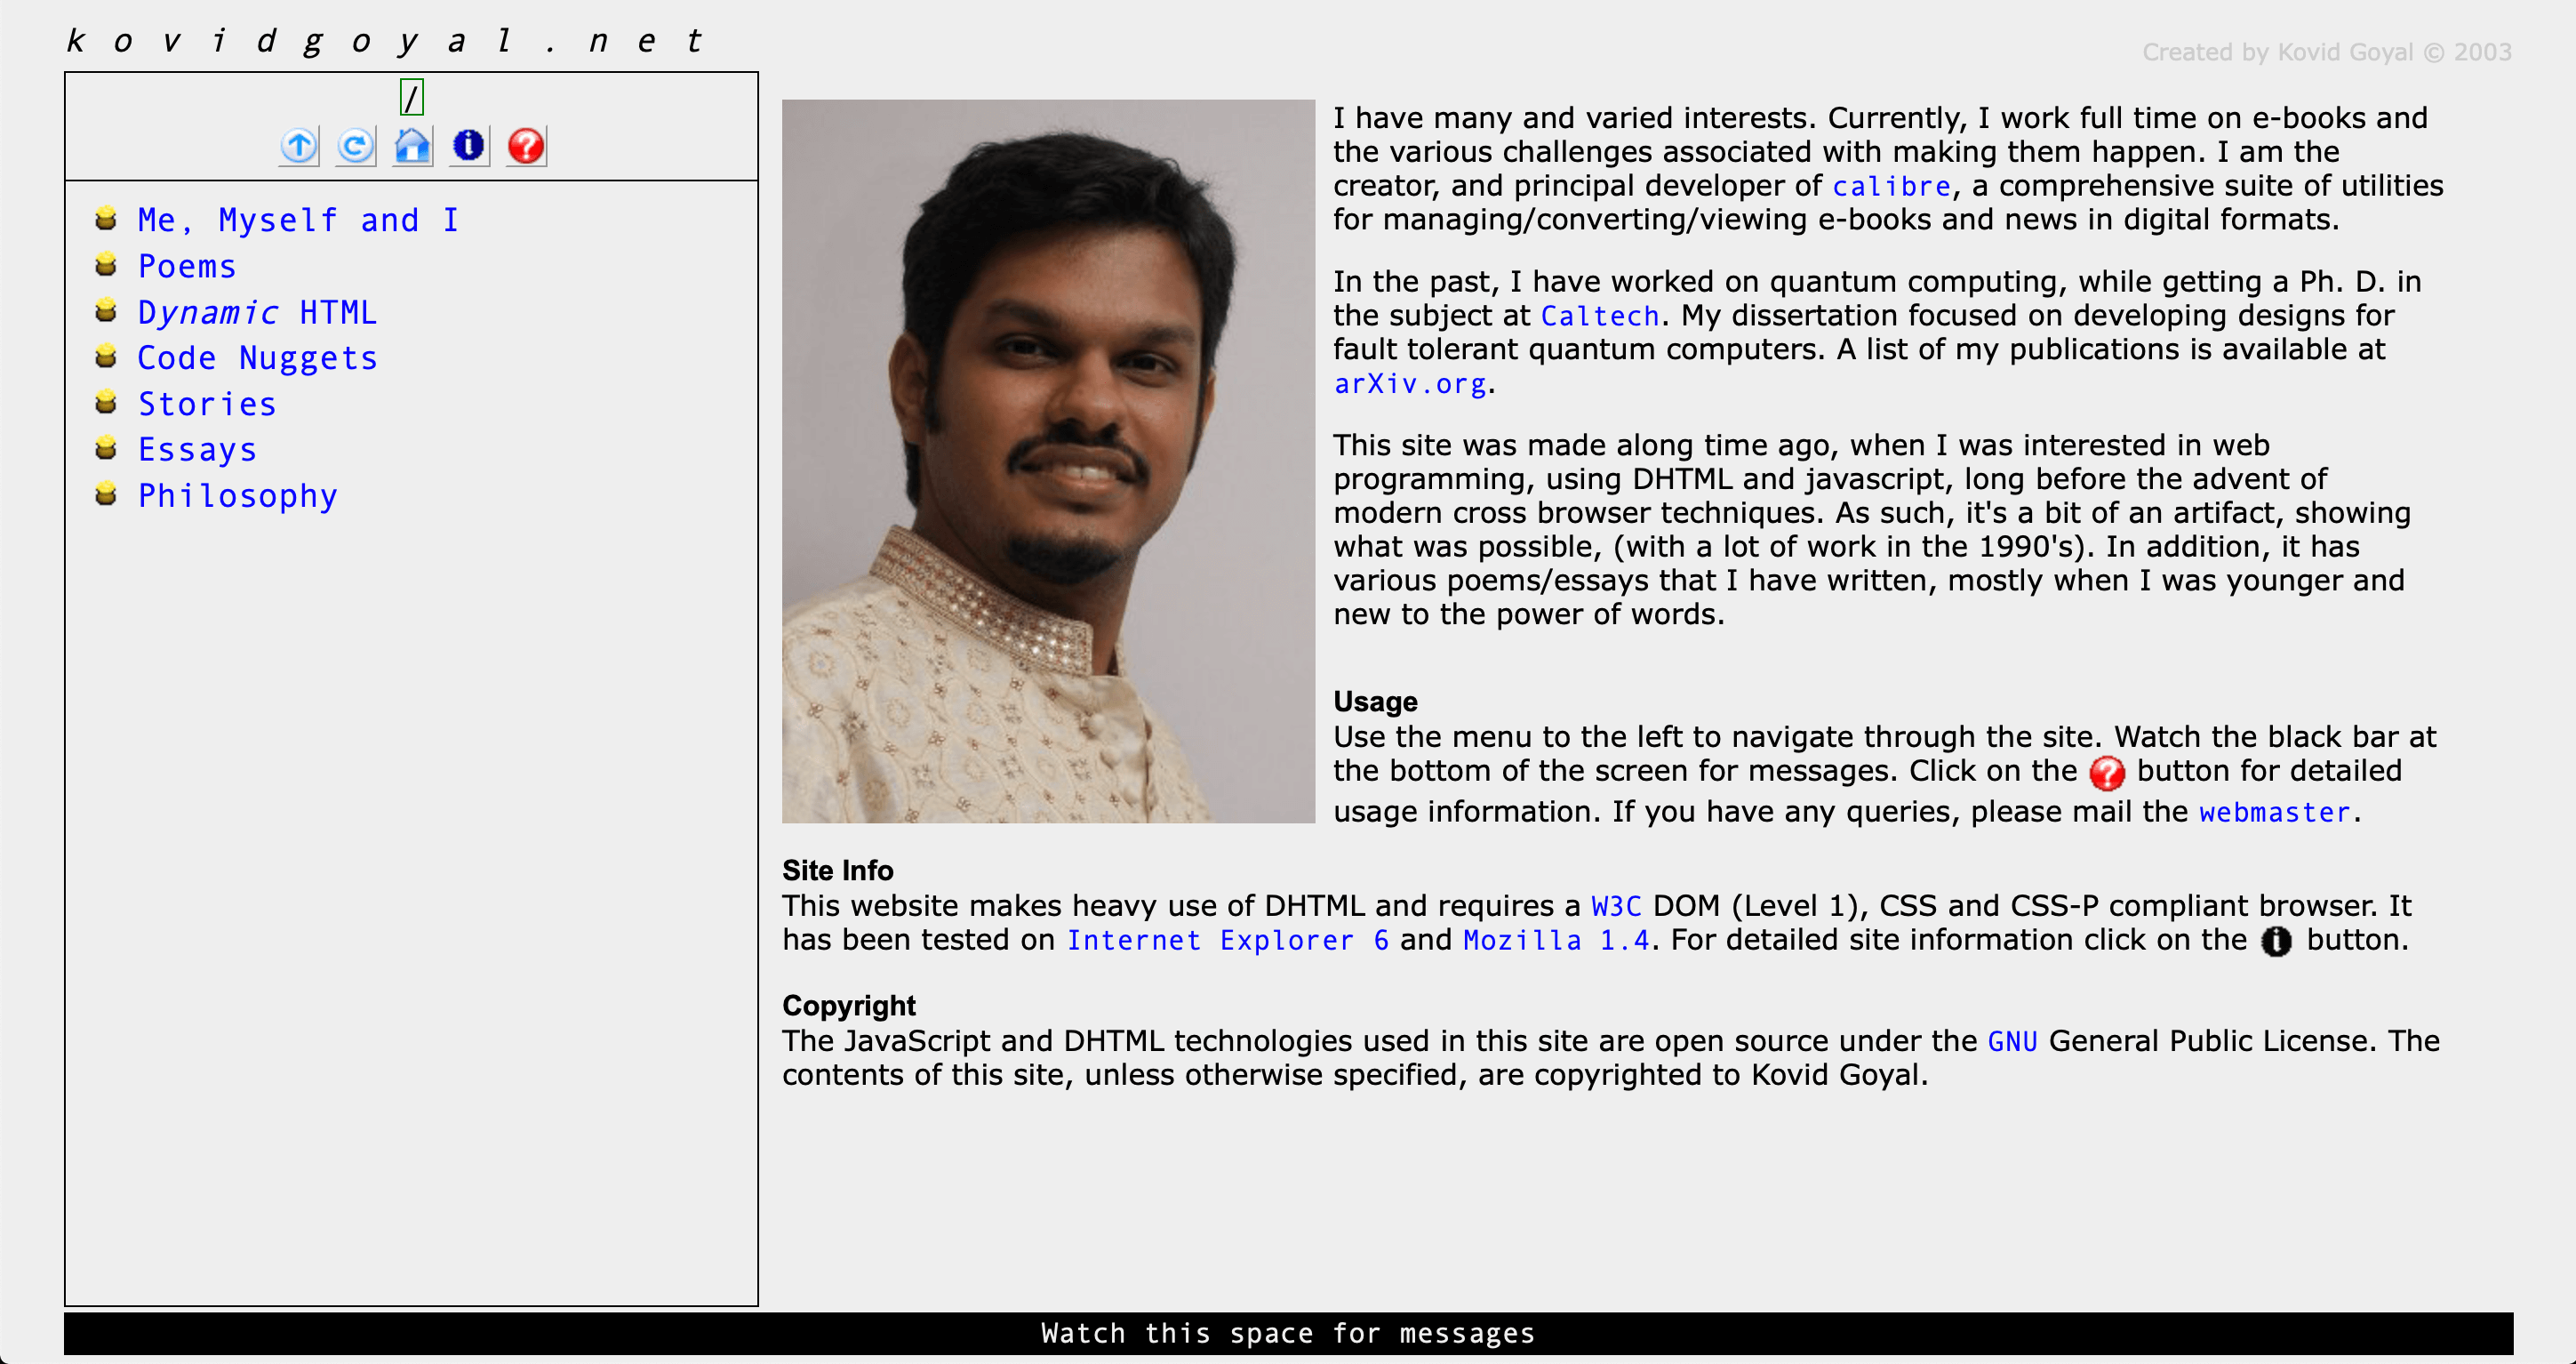 kovidgoyal.net
Created by Kovid Goyal © 2003
/
Me, Myself and I
Poems
Dynamic HTML
Code Nuggets
Stories
Essays
Philosophy
I have many and varied interests. Currently, I work full time on e-books and
the various challenges associated with making them happen. I am the
creator, and principal developer of calibre, a comprehensive suite of utilities
for managing/converting/viewing e-books and news in digital formats.
In the past, I have worked on quantum computing, while getting a Ph. D. in
the subject at Caltech. My dissertation focused on developing designs for
fault tolerant quantum computers. A list of my publications is available at
arXiv.org.
This site was made along time ago, when I was interested in web
programming, using DHTML and javascript, long before the advent of
modern cross browser techniques. As such, it's a bit of an artifact, showing
what was possible, (with a lot of work in the 1990's). In addition, it has
various poems/essays that I have written, mostly when I was younger and
new to the power of words.
Usage
Use the menu to the left to navigate through the site. Watch the black bar at
the bottom of the screen for messages. Click on the ? button for detailed
usage information. If you have any queries, please mail the webmaster.
Site Info
This website makes heavy use of DHTML and requires a W3C DOM (Level 1), CSS and CSS-P compliant browser. It
has been tested on Internet Explorer 6 and Mozilla 1.4. For detailed site information click on the i button.
Copyright
The JavaScript and DHTML technologies used in this site are open source under the GNU General Public License. The
contents of this site, unless otherwise specified, are copyrighted to Kovid Goyal.
Watch this space for messages